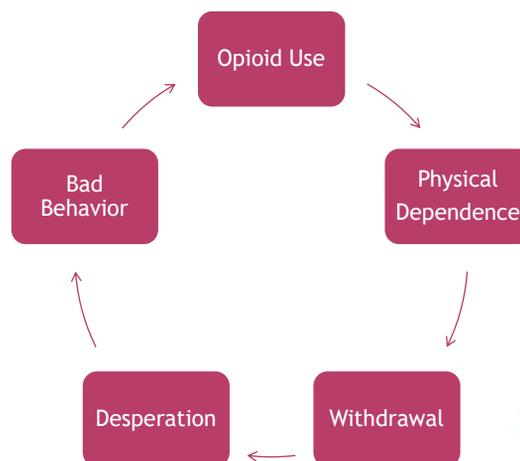 Opioid Use
Physical
Dependence
Withdrawal
Desperation
Bad
Behavior